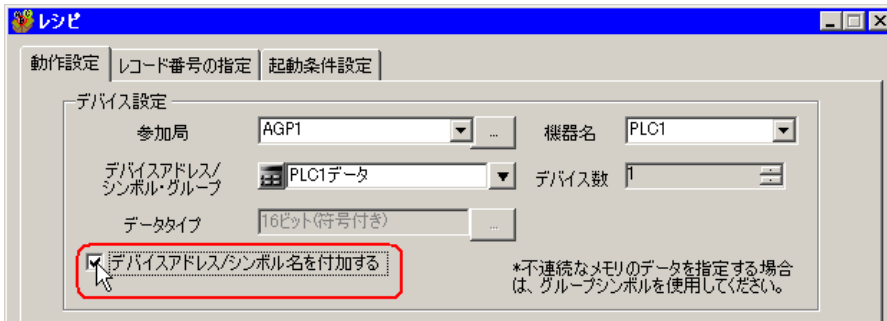 レシピ
動作設定 レコード番号の指定 起動条件設定
デバイス設定
参加局 AGP1 ... 機器名 PLC1
デバイスアドレス/
シンボル・グループ PLC1データ デバイス数 1
データタイプ 16ビット(符号付き) ...
デバイスアドレス/シンボル名を付加する
*不連続なメモリのデータを指定する場合
は、グループシンボルを使用してください。